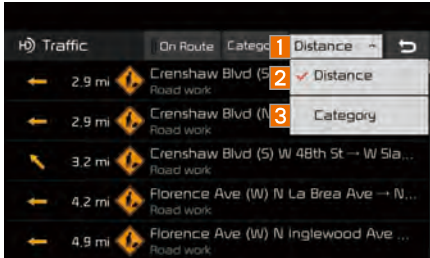 HD) Traffic On Route Catego 1 Distance
2 Distance
3 Category
2.9 mi Crenshaw Blvd (S
Road work
2.9 mi Crenshaw Blvd (N
Road work
3.2 mi Crenshaw Blvd (S) W 48th St → W Sla...
Road work
4.2 mi Florence Ave (W) N La Brea Ave → N...
Road work
4.9 mi Florence Ave (W) N Inglewood Ave ...
Road work